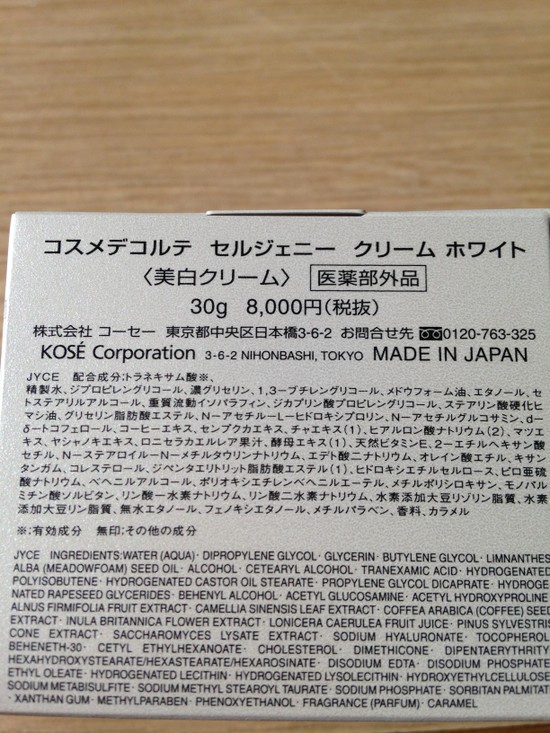 コスメデコルテ セルジェニー クリーム ホワイト
〈美白クリーム〉 医薬部外品
30g 8,000円(税抜)
株式会社 コーセー 東京都中央区日本橋3-6-2 お問合せ先 0120-763-325
KOSÉ Corporation 3-6-2 NIHONBASHI, TOKYO MADE IN JAPAN
JYCE 配合成分:トラネキサム酸※、
精製水、ジプロピレングリコール、濃グリセリン、1,3-ブチレングリコール、メドウフォーム油、エタノール、セ
トステアリルアルコール、重質流動イソパラフィン、ジカプリン酸プロピレングリコール、ステアリン酸硬化ヒ
マシ油、グリセリン脂肪酸エステル、N-アセチル-L-ヒドロキシプロリン、N-アセチルグルコサミン、d-
δ-トコフェロール、コーヒーエキス、センプクカエキス、チャエキス(1)、ヒアルロン酸ナトリウム(2)、マツエ
キス、ヤシャノキエキス、ロニセラカエルレア果汁、酵母エキス(1)、天然ビタミンE、2-エチルヘキサン酸
セチル、N-ステアロイル-N-メチルタウリンナトリウム、エデト酸二ナトリウム、オレイン酸エチル、キサン
タンガム、コレステロール、ジペンタエリトリット脂肪酸エステル(1)、ヒドロキシエチルセルロース、ピロ亜硫
酸ナトリウム、ベヘニルアルコール、ポリオキシエチレンベヘニルエーテル、メチルポリシロキサン、モノパル
ミチン酸ソルビタン、リン酸一水素ナトリウム、リン酸二水素ナトリウム、水素添加大豆リゾリン脂質、水素
添加大豆リン脂質、無水エタノール、フェノキシエタノール、メチルパラベン、香料、カラメル
※:有効成分 無印:その他の成分
JYCE INGREDIENTS:WATER (AQUA)· DIPROPYLENE GLYCOL· GLYCERIN· BUTYLENE GLYCOL· LIMNANTHES
ALBA (MEADOWFOAM) SEED OIL· ALCOHOL· CETEARYL ALCOHOL· TRANEXAMIC ACID· HYDROGENATED
POLYISOBUTENE· HYDROGENATED CASTOR OIL STEARATE· PROPYLENE GLYCOL DICAPRATE· HYDROGE-
NATED RAPESEED GLYCERIDES· BEHENYL ALCOHOL· ACETYL GLUCOSAMINE· ACETYL HYDROXYPROLINE
ALNUS FIRMIFOLIA FRUIT EXTRACT· CAMELLIA SINENSIS LEAF EXTRACT· COFFEA ARABICA (COFFEE) SEED
EXTRACT· INULA BRITANNICA FLOWER EXTRACT· LONICERA CAERULEA FRUIT JUICE· PINUS SYLVESTRIS
CONE EXTRACT· SACCHAROMYCES LYSATE EXTRACT· SODIUM HYALURONATE· TOCOPHEROL
BEHENETH-30· CETYL ETHYLHEXANOATE· CHOLESTEROL· DIMETHICONE· DIPENTAERYTHRITYL
HEXAHYDROXYSTEARATE/HEXASTEARATE/HEXAROSINATE· DISODIUM EDTA· DISODIUM PHOSPHATE
ETHYL OLEATE· HYDROGENATED LECITHIN· HYDROGENATED LYSOLECITHIN· HYDROXYETHYLCELLULOSE
SODIUM METABISULFITE· SODIUM METHYL STEAROYL TAURATE· SODIUM PHOSPHATE· SORBITAN PALMITAT
XANTHAN GUM· METHYLPARABEN· PHENOXYETHANOL· FRAGRANCE (PARFUM)· CARAMEL